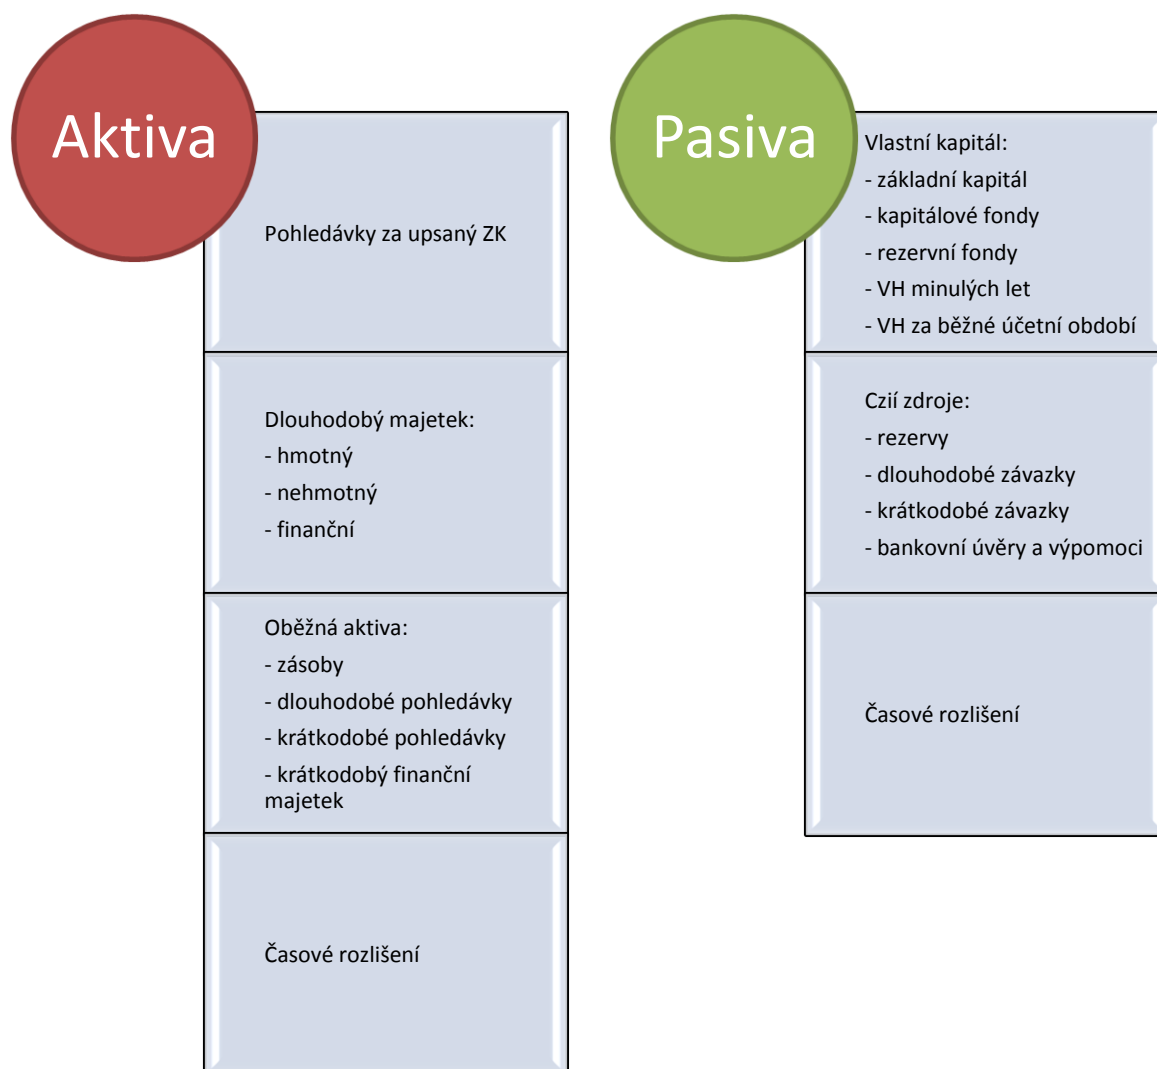 Aktiva
Pohledávky za upsaný ZK
Dlouhodobý majetek:
- hmotný
- nehmotný
- finanční
Oběžná aktiva:
- zásoby
- dlouhodobé pohledávky
- krátkodobé pohledávky
- krátkodobý finanční
majetek
Časové rozlišení
Pasiva
Vlastní kapitál:
- základní kapitál
- kapitálové fondy
- rezervní fondy
- VH minulých let
- VH za běžné účetní období
Czií zdroje:
- rezervy
- dlouhodobé závazky
- krátkodobé závazky
- bankovní úvěry a výpomoci
Časové rozlišení